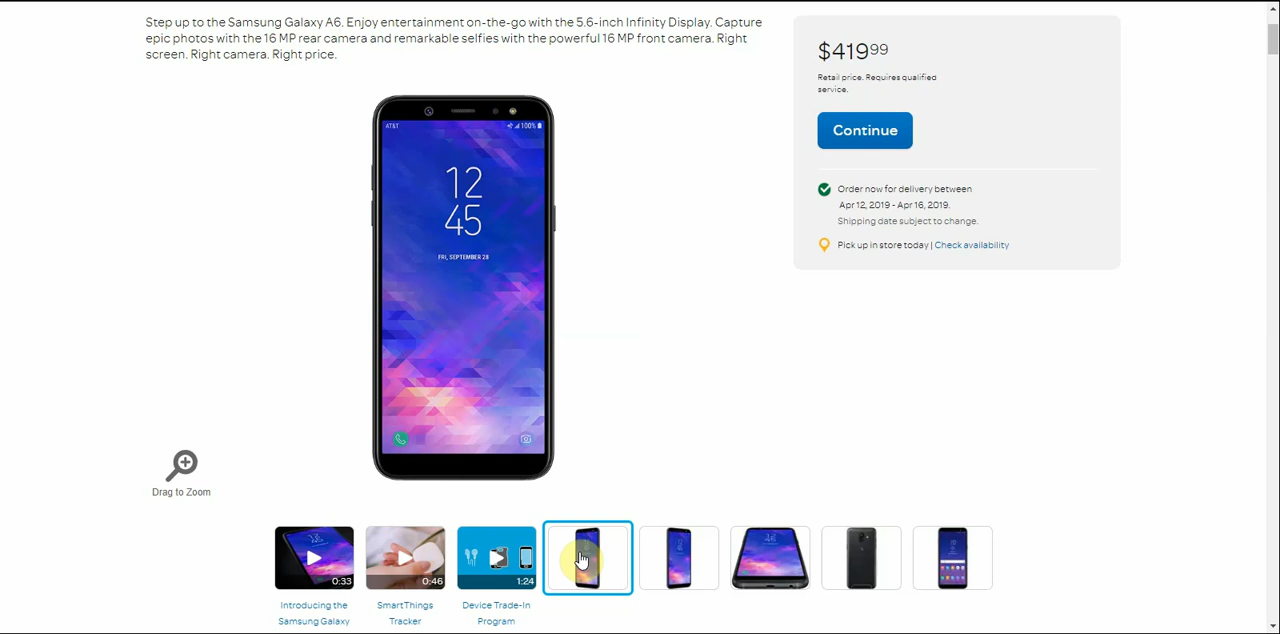 Step up to the Samsung Galaxy A6. Enjoy entertainment on-the-go with the 5.6-inch Infinity Display. Capture
epic photos with the 16 MP rear camera and remarkable selfies with the powerful 16 MP front camera. Right
screen. Right camera. Right price.
$419⁹⁹
Retail price. Requires qualified
service.
Continue
Order now for delivery between
Apr 12, 2019 - Apr 16, 2019.
Shipping date subject to change.
Pick up in store today | Check availability
AT&T 100%
12
45
FRI, SEPTEMBER 28
Drag to Zoom
0:33
0:46
1:24
Introducing the
Samsung Galaxy
SmartThings
Tracker
Device Trade-In
Program